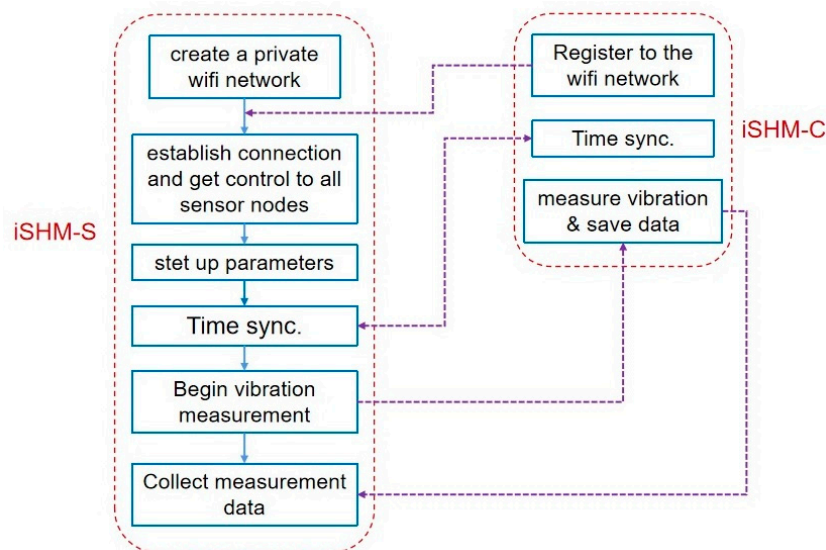 create a private
wifi network
establish connection
and get control to all
sensor nodes
iSHM-S
stet up parameters
Time sync.
Begin vibration
measurement
Collect measurement
data
Register to the
wifi network
Time sync.
iSHM-C
measure vibration
& save data